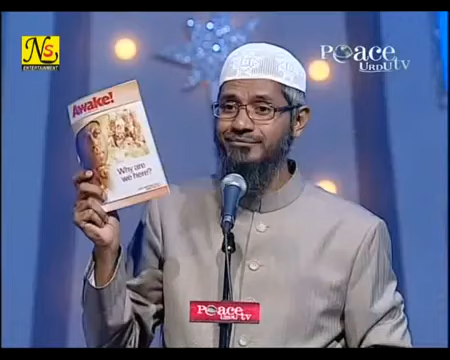 NS
ENTERTAINMENT
Peace
URDU tv
Awake!
Why are
we here?
Peace
URDU tv